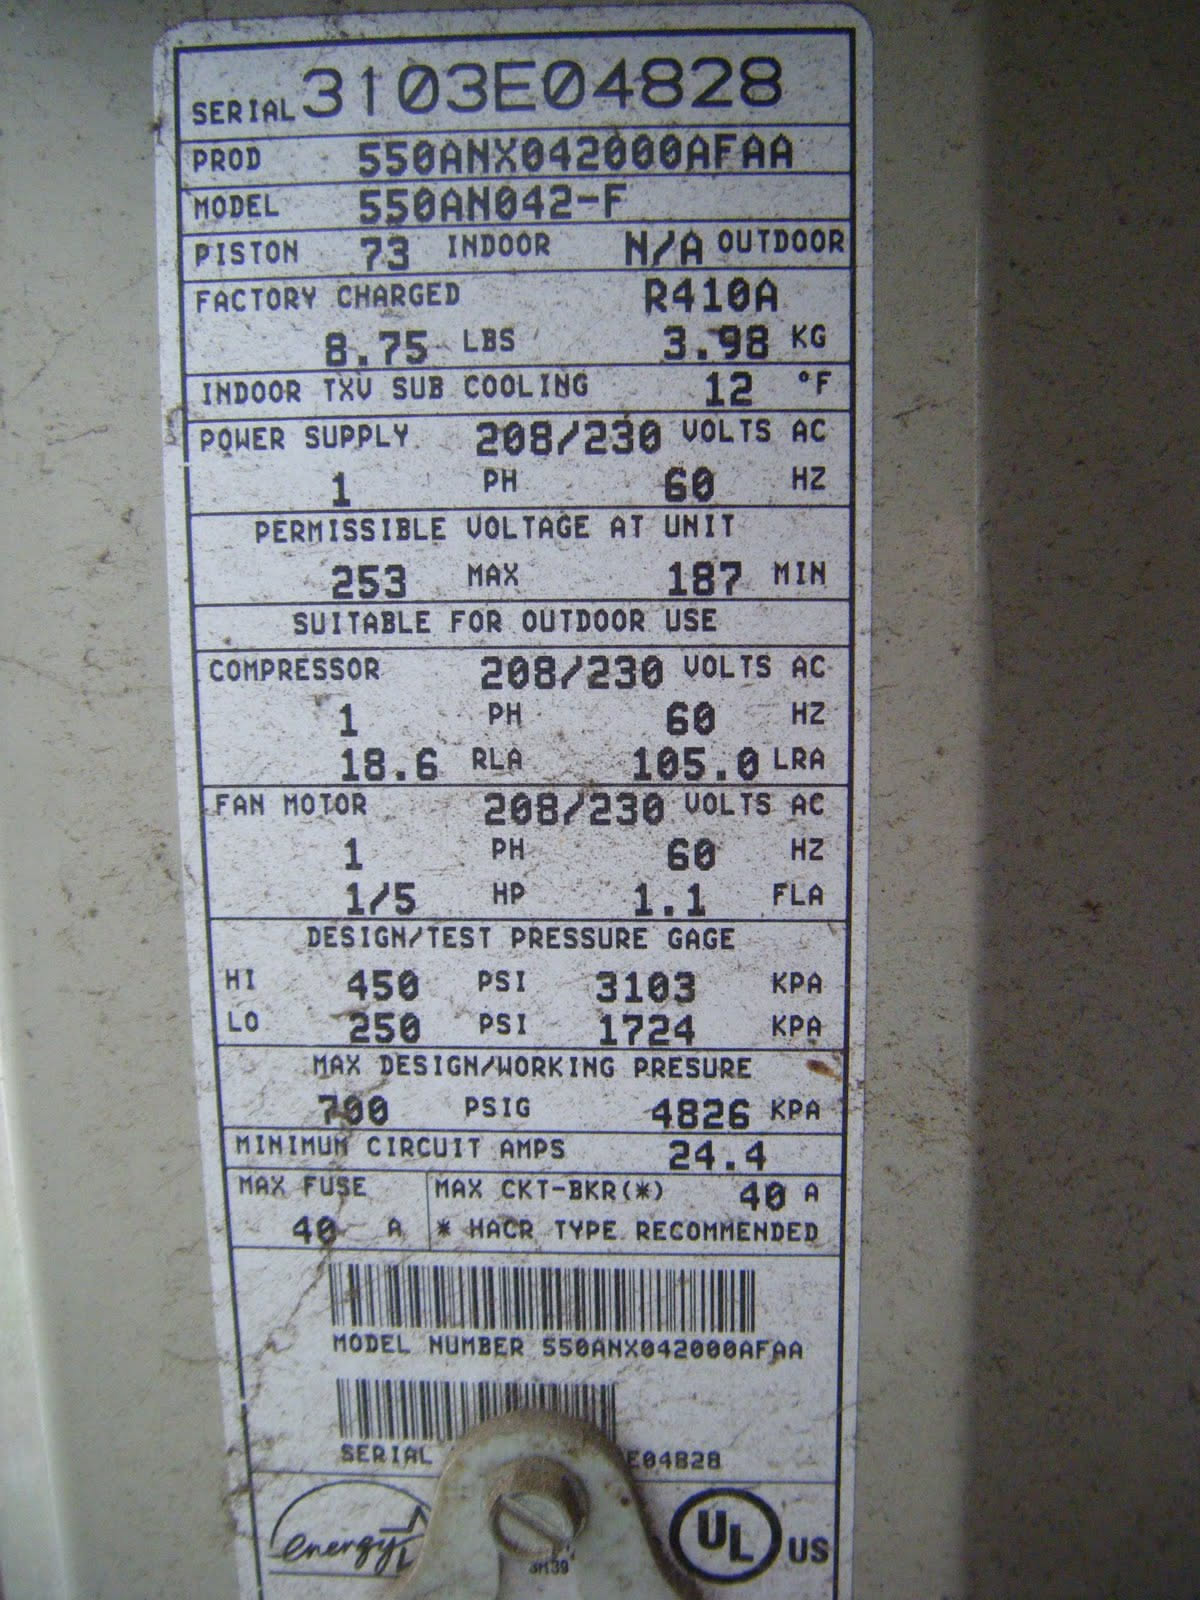 SERIAL 3103E04828
PROD 550ANX042000AFAA
MODEL 550AN042-F
PISTON 73 INDOOR N/A OUTDOOR
FACTORY CHARGED R410A
8.75 LBS 3.98 KG
INDOOR TXV SUB COOLING 12 °F
POWER SUPPLY 208/230 VOLTS AC
1 PH 60 HZ
PERMISSIBLE VOLTAGE AT UNIT
253 MAX 187 MIN
SUITABLE FOR OUTDOOR USE
COMPRESSOR 208/230 VOLTS AC
1 PH 60 HZ
18.6 RLA 105.0 LRA
FAN MOTOR 208/230 VOLTS AC
1 PH 60 HZ
1/5 HP 1.1 FLA
DESIGN/TEST PRESSURE GAGE
HI 450 PSI 3103 KPA
LO 250 PSI 1724 KPA
MAX DESIGN/WORKING PRESURE
700 PSIG 4826 KPA
MINIMUM CIRCUIT AMPS 24.4
MAX FUSE MAX CKT-BKR(*) 40 A
40 A * HACR TYPE RECOMMENDED
MODEL NUMBER 550ANX042000AFAA
SERIAL E04828
energy UL US